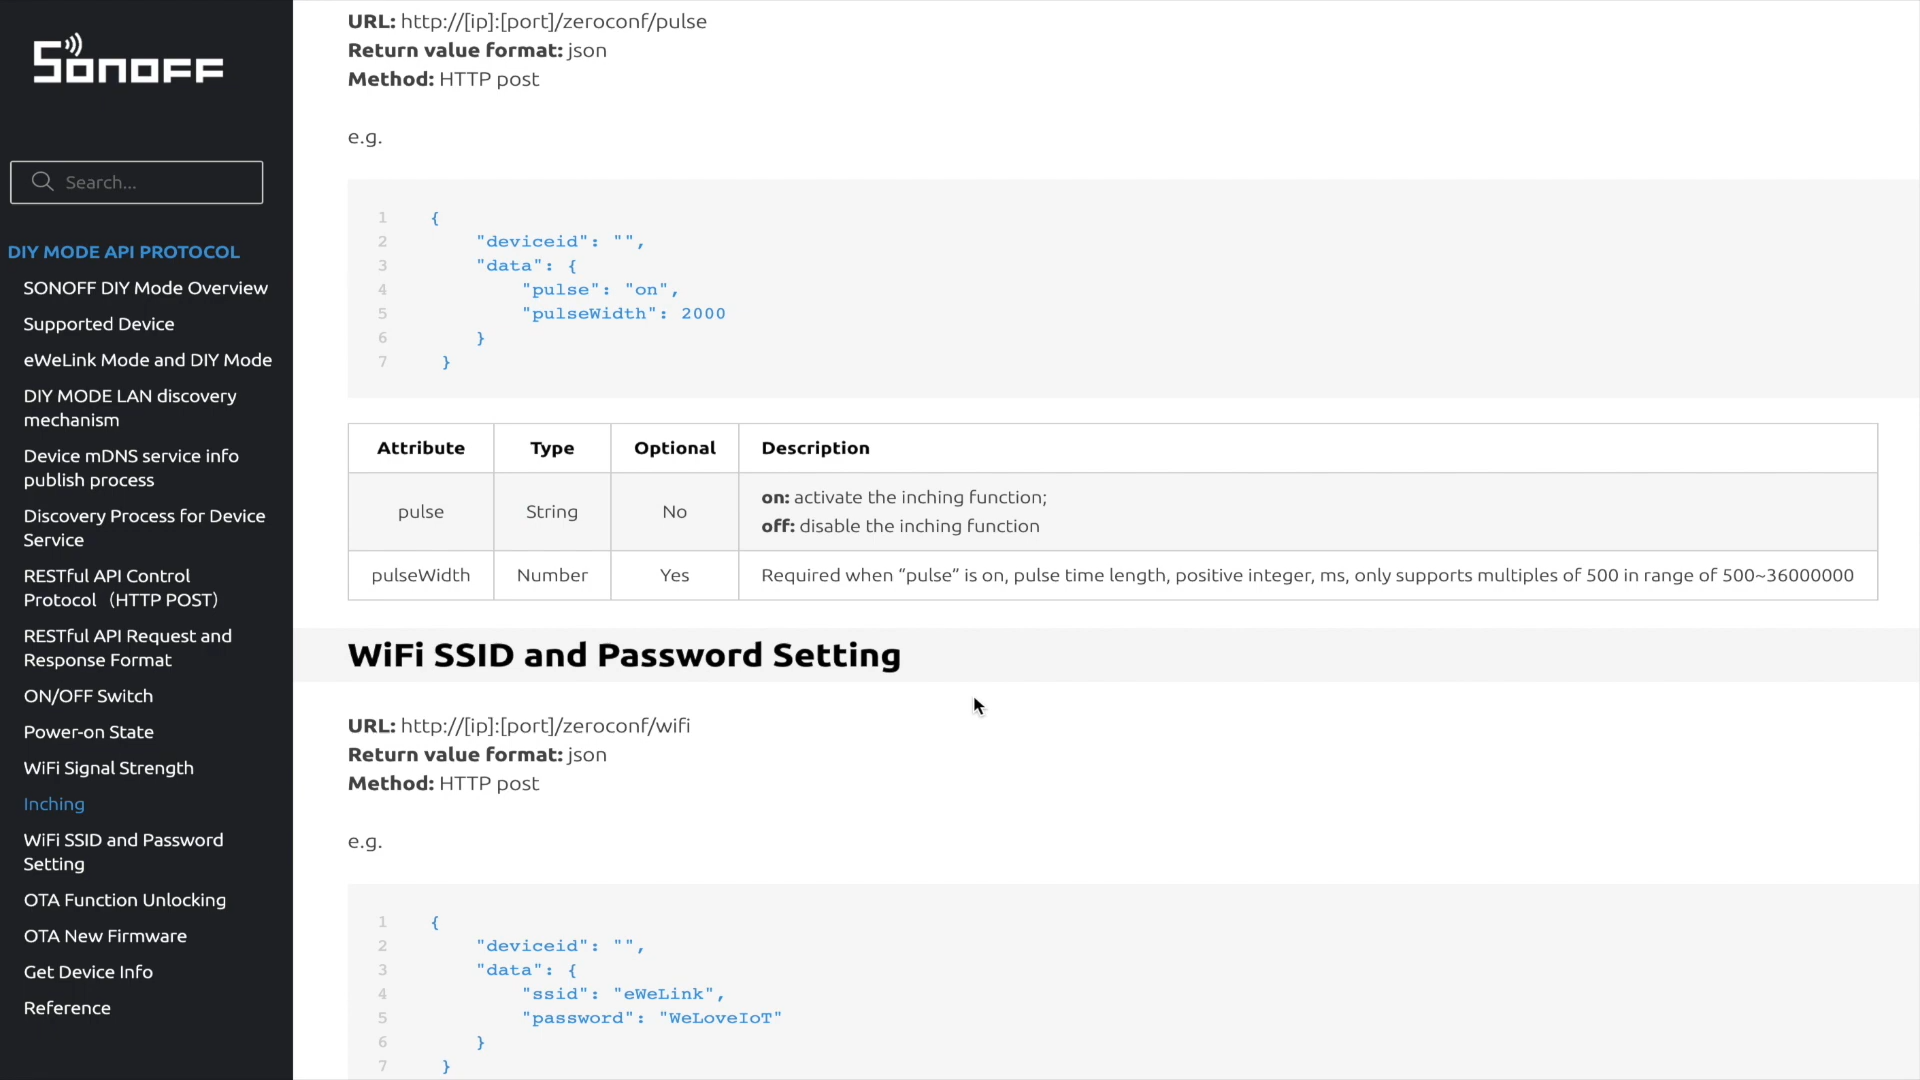 SONOFF
Search...
DIY MODE API PROTOCOL
SONOFF DIY Mode Overview
Supported Device
eWeLink Mode and DIY Mode
DIY MODE LAN discovery
mechanism
Device mDNS service info
publish process
Discovery Process for Device
Service
RESTful API Control
Protocol（HTTP POST）
RESTful API Request and
Response Format
ON/OFF Switch
Power-on State
WiFi Signal Strength
Inching
WiFi SSID and Password
Setting
OTA Function Unlocking
OTA New Firmware
Get Device Info
Reference
URL: http://[ip]:[port]/zeroconf/pulse
Return value format: json
Method: HTTP post
e.g.
1 {
2 "deviceid": "",
3 "data": {
4 "pulse": "on",
5 "pulseWidth": 2000
6 }
7 }
Attribute Type Optional Description
pulse String No on: activate the inching function;
off: disable the inching function
pulseWidth Number Yes Required when “pulse” is on, pulse time length, positive integer, ms, only supports multiples of 500 in range of 500~36000000
WiFi SSID and Password Setting
URL: http://[ip]:[port]/zeroconf/wifi
Return value format: json
Method: HTTP post
e.g.
1 {
2 "deviceid": "",
3 "data": {
4 "ssid": "eWeLink",
5 "password": "WeLoveIoT"
6 }
7 }